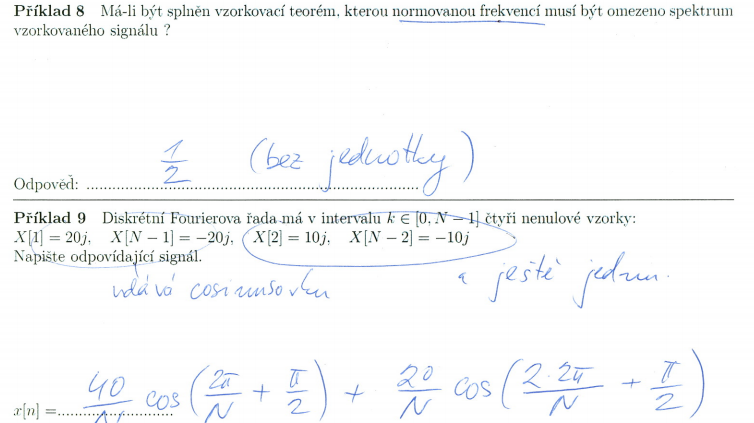 Příklad 8 Má-li být splněn vzorkovací teorém, kterou normovanou frekvencí musí být omezeno spektrum
vzorkovaného signálu ?
1/2 (bez jednotky)
Odpověď: ........................................................................
Příklad 9 Diskrétní Fourierova řada má v intervalu k ∈ [0, N − 1] čtyři nenulové vzorky:
X[1] = 20j, X[N − 1] = −20j, X[2] = 10j, X[N − 2] = −10j
Napište odpovídající signál.
udává cosinusovku a ještě jednu.
40/N cos(2π/N + π/2) + 20/N cos(2·2π/N + π/2)
x[n] =.........................